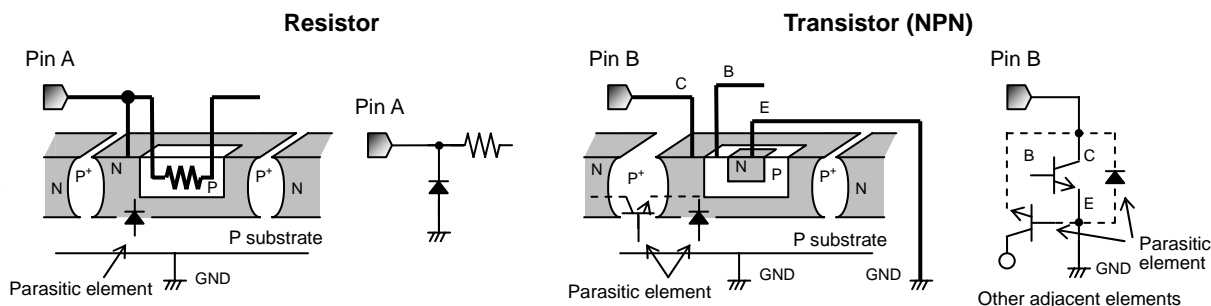 Resistor
Transistor (NPN)
Pin A
Pin A
N
P+
N
P
P+
N
P substrate
Parasitic element
GND
Pin B
C
B
E
N
P+
N
N
P
P+
N
P substrate
Parasitic element
GND
GND
Pin B
B
C
E
GND
Parasitic
element
Other adjacent elements